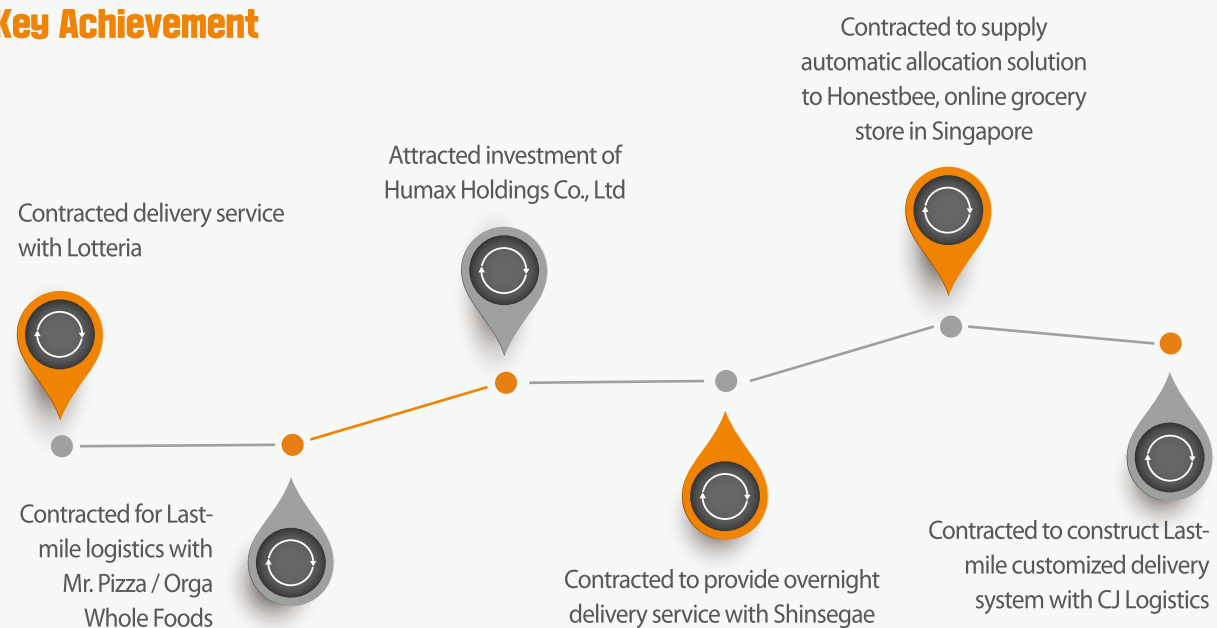 Key Achievement
Contracted delivery service
with Lotteria
Contracted for Last-
mile logistics with
Mr. Pizza / Orga
Whole Foods
Attracted investment of
Humax Holdings Co., Ltd
Contracted to provide overnight
delivery service with Shinsegae
Contracted to supply
automatic allocation solution
to Honestbee, online grocery
store in Singapore
Contracted to construct Last-
mile customized delivery
system with CJ Logistics